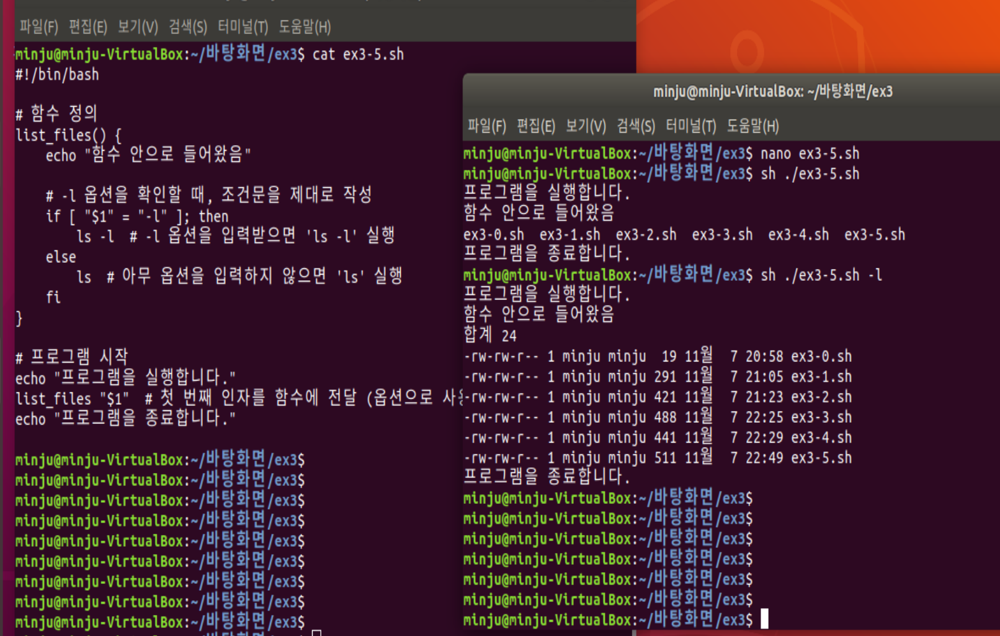 파일(F) 편집(E) 보기(V) 검색(S) 터미널(T) 도움말(H)
minju@minju-VirtualBox:~/바탕화면/ex3$ cat ex3-5.sh
#!/bin/bash
# 함수 정의
list_files() {
echo "함수 안으로 들어왔음"
# -l 옵션을 확인할 때, 조건문을 제대로 작성
if [ "$1" = "-l" ]; then
ls -l # -l 옵션을 입력받으면 'ls -l' 실행
else
ls # 아무 옵션을 입력하지 않으면 'ls' 실행
fi
}
# 프로그램 시작
echo "프로그램을 실행합니다."
list_files "$1" # 첫 번째 인자를 함수에 전달 (옵션으로
echo "프로그램을 종료합니다."
minju@minju-VirtualBox:~/바탕화면/ex3$
minju@minju-VirtualBox:~/바탕화면/ex3$
minju@minju-VirtualBox:~/바탕화면/ex3$
minju@minju-VirtualBox:~/바탕화면/ex3$
minju@minju-VirtualBox:~/바탕화면/ex3$
minju@minju-VirtualBox:~/바탕화면/ex3$
minju@minju-VirtualBox:~/바탕화면/ex3$
minju@minju-VirtualBox:~/바탕화면/ex3$
minju@minju-VirtualBox:~/바탕화면/ex3$
minju@minju-VirtualBox: ~/바탕화면/ex3
파일(F) 편집(E) 보기(V) 검색(S) 터미널(T) 도움말(H)
minju@minju-VirtualBox:~/바탕화면/ex3$ nano ex3-5.sh
minju@minju-VirtualBox:~/바탕화면/ex3$ sh ./ex3-5.sh
프로그램을 실행합니다.
함수 안으로 들어왔음
ex3-0.sh ex3-1.sh ex3-2.sh ex3-3.sh ex3-4.sh ex3-5.sh
프로그램을 종료합니다.
minju@minju-VirtualBox:~/바탕화면/ex3$ sh ./ex3-5.sh -l
프로그램을 실행합니다.
함수 안으로 들어왔음
합계 24
-rw-rw-r-- 1 minju minju 19 11월 7 20:58 ex3-0.sh
-rw-rw-r-- 1 minju minju 291 11월 7 21:05 ex3-1.sh
-rw-rw-r-- 1 minju minju 421 11월 7 21:23 ex3-2.sh
-rw-rw-r-- 1 minju minju 488 11월 7 22:25 ex3-3.sh
-rw-rw-r-- 1 minju minju 441 11월 7 22:29 ex3-4.sh
-rw-rw-r-- 1 minju minju 511 11월 7 22:49 ex3-5.sh
프로그램을 종료합니다.
minju@minju-VirtualBox:~/바탕화면/ex3$
minju@minju-VirtualBox:~/바탕화면/ex3$
minju@minju-VirtualBox:~/바탕화면/ex3$
minju@minju-VirtualBox:~/바탕화면/ex3$
minju@minju-VirtualBox:~/바탕화면/ex3$
minju@minju-VirtualBox:~/바탕화면/ex3$
minju@minju-VirtualBox:~/바탕화면/ex3$